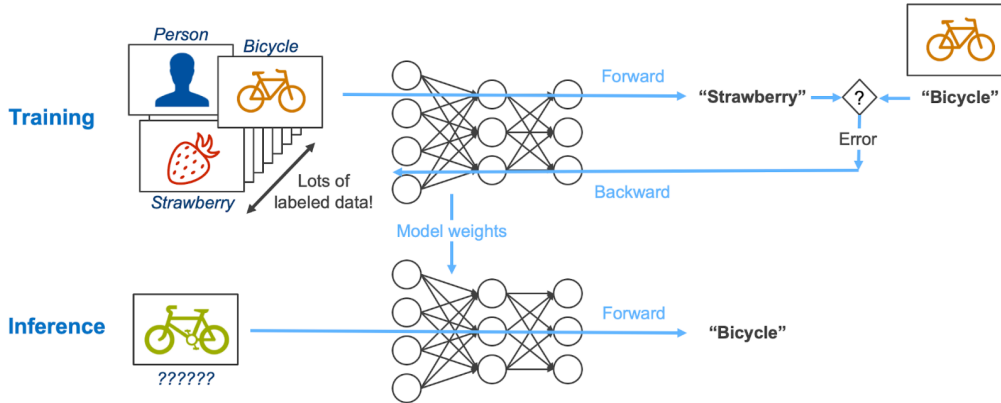 Person
Bicycle
Forward
“Strawberry”
?
“Bicycle”
Training
Error
Lots of
labeled data!
Strawberry
Backward
Model weights
Inference
Forward
“Bicycle”
??????